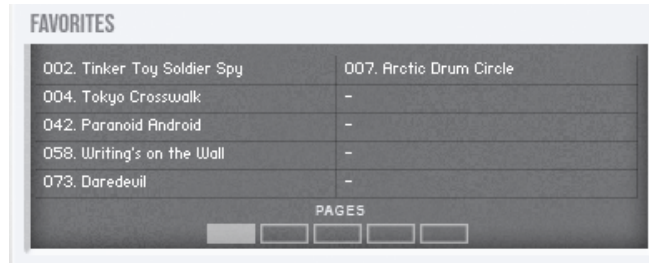 FAVORITES
002. Tinker Toy Soldier Spy
007. Arctic Drum Circle
004. Tokyo Crosswalk
-
042. Paranoid Android
-
058. Writing's on the Wall
-
073. Daredevil
-
PAGES